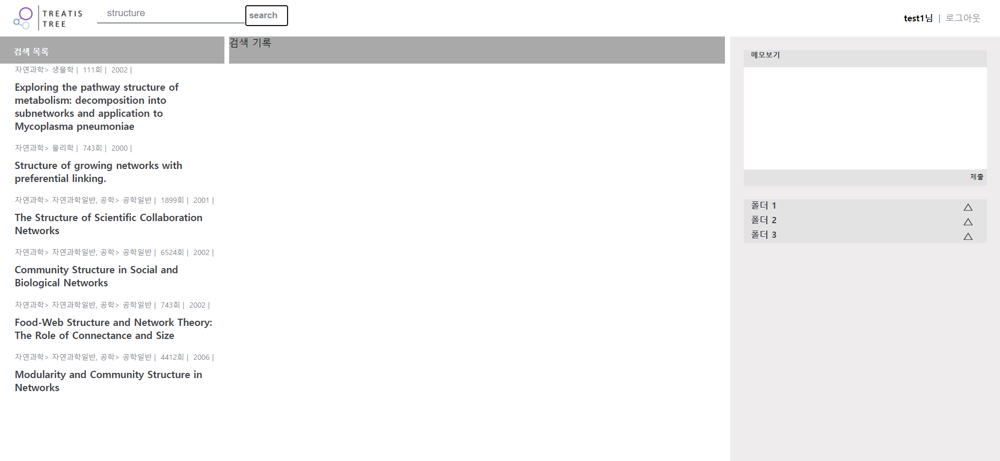 TREATIS
TREE
structure
search
test1님 | 로그아웃
검색 목록
검색 기록
자연과학> 생물학 | 111회 | 2002 |
Exploring the pathway structure of
metabolism: decomposition into
subnetworks and application to
Mycoplasma pneumoniae
자연과학> 물리학 | 743회 | 2000 |
Structure of growing networks with
preferential linking.
자연과학> 자연과학일반, 공학> 공학일반 | 1899회 | 2001 |
The Structure of Scientific Collaboration
Networks
자연과학> 자연과학일반, 공학> 공학일반 | 6524회 | 2002 |
Community Structure in Social and
Biological Networks
자연과학> 자연과학일반, 공학> 공학일반 | 743회 | 2002 |
Food-Web Structure and Network Theory:
The Role of Connectance and Size
자연과학> 자연과학일반, 공학> 공학일반 | 4412회 | 2006 |
Modularity and Community Structure in
Networks
메모보기
제출
폴더 1 △
폴더 2 △
폴더 3 △